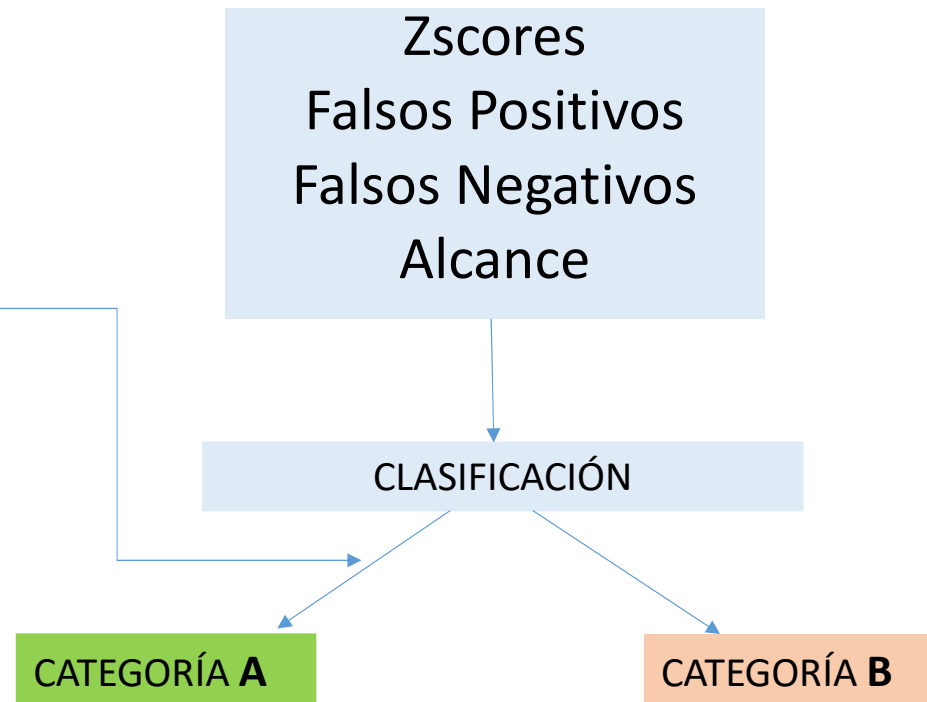 Zscores
Falsos Positivos
Falsos Negativos
Alcance
CLASIFICACIÓN
CATEGORÍA A
CATEGORÍA B